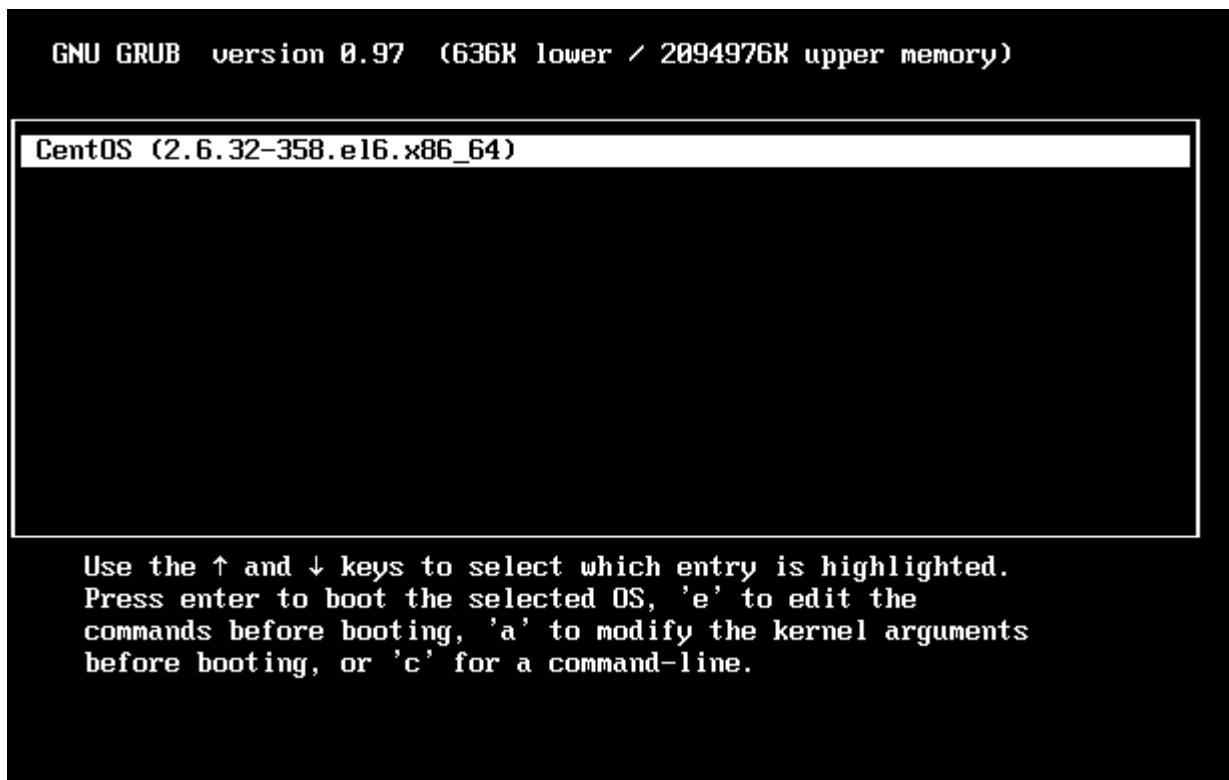 GNU GRUB  version 0.97  (636K lower / 2094976K upper memory)
CentOS (2.6.32-358.el6.x86_64)
Use the ↑ and ↓ keys to select which entry is highlighted.
Press enter to boot the selected OS, 'e' to edit the
commands before booting, 'a' to modify the kernel arguments
before booting, or 'c' for a command-line.